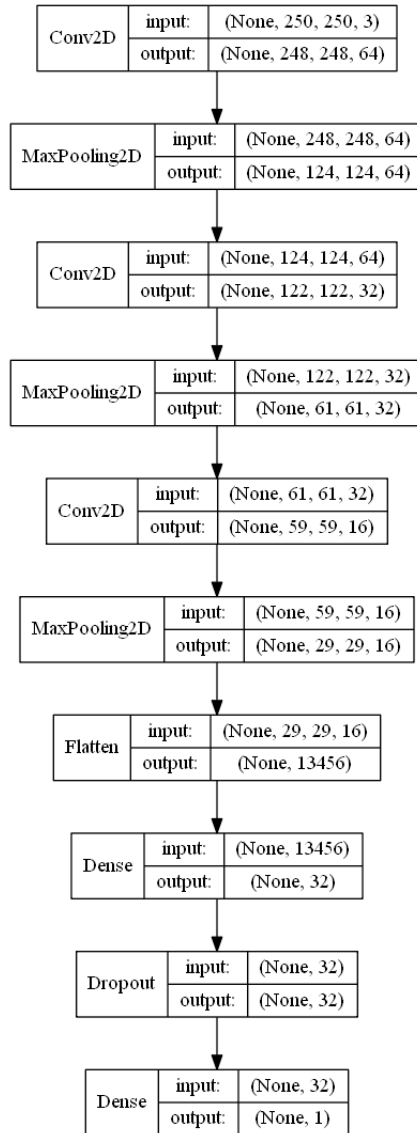 Conv2D
input: (None, 250, 250, 3)
output: (None, 248, 248, 64)
MaxPooling2D
input: (None, 248, 248, 64)
output: (None, 124, 124, 64)
Conv2D
input: (None, 124, 124, 64)
output: (None, 122, 122, 32)
MaxPooling2D
input: (None, 122, 122, 32)
output: (None, 61, 61, 32)
Conv2D
input: (None, 61, 61, 32)
output: (None, 59, 59, 16)
MaxPooling2D
input: (None, 59, 59, 16)
output: (None, 29, 29, 16)
Flatten
input: (None, 29, 29, 16)
output: (None, 13456)
Dense
input: (None, 13456)
output: (None, 32)
Dropout
input: (None, 32)
output: (None, 32)
Dense
input: (None, 32)
output: (None, 1)